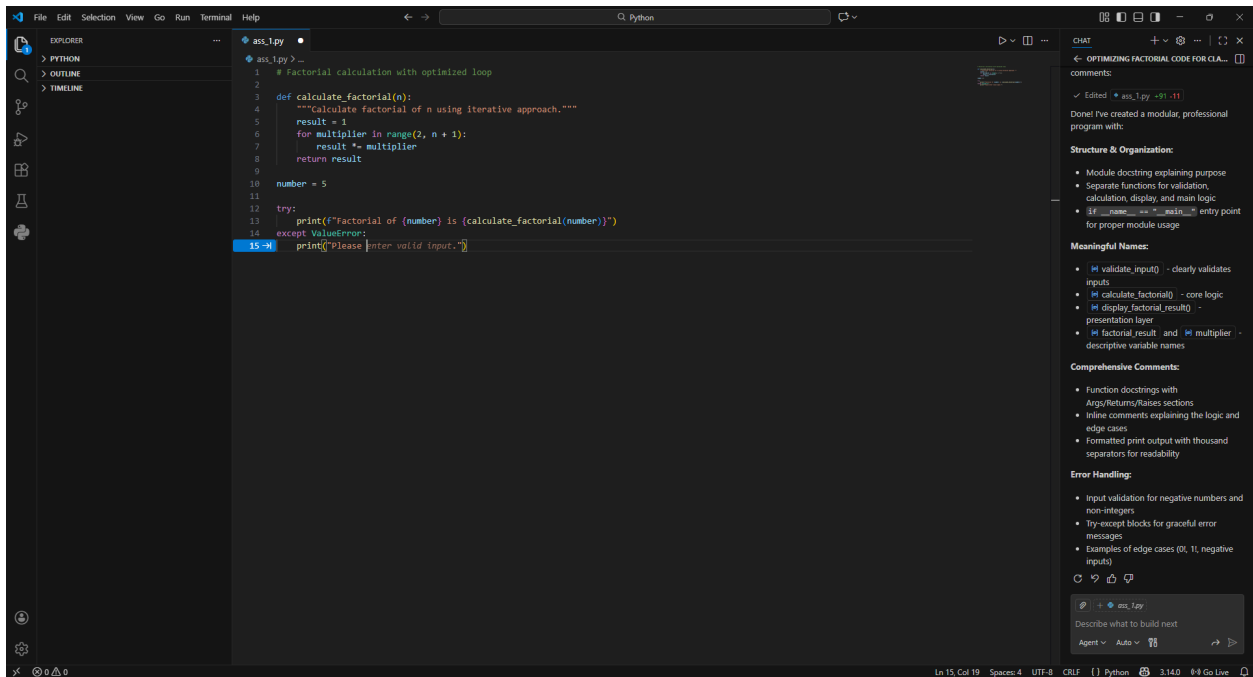 File Edit Selection View Go Run Terminal Help
Python
EXPLORER
PYTHON
OUTLINE
TIMELINE
1
ass_1.py
ass_1.py > ...
1 # Factorial calculation with optimized loop
2
3 def calculate_factorial(n):
4 """Calculate factorial of n using iterative approach."""
5 result = 1
6 for multiplier in range(2, n + 1):
7 result *= multiplier
8 return result
9
10 number = 5
11
12 try:
13 print(f"Factorial of {number} is {calculate_factorial(number)}")
14 except ValueError:
15 print("Please enter valid input.")
CHAT
OPTIMIZING FACTORIAL CODE FOR CLA...
comments:
Edited ass_1.py +91 -11
Done! I've created a modular, professional
program with:
Structure & Organization:
• Module docstring explaining purpose
• Separate functions for validation,
calculation, display, and main logic
• if __name__ == "__main__" entry point
for proper module usage
Meaningful Names:
• validate_input() - clearly validates
inputs
• calculate_factorial() - core logic
• display_factorial_result() -
presentation layer
• factorial_result and multiplier -
descriptive variable names
Comprehensive Comments:
• Function docstrings with
Args/Returns/Raises sections
• Inline comments explaining the logic and
edge cases
• Formatted print output with thousand
separators for readability
Error Handling:
• Input validation for negative numbers and
non-integers
• Try-except blocks for graceful error
messages
• Examples of edge cases (0!, 1!, negative
inputs)
+ ass_1.py
Describe what to build next
Agent Auto
0 0
Ln 15, Col 19 Spaces: 4 UTF-8 CRLF {} Python 3.14.0 Go Live